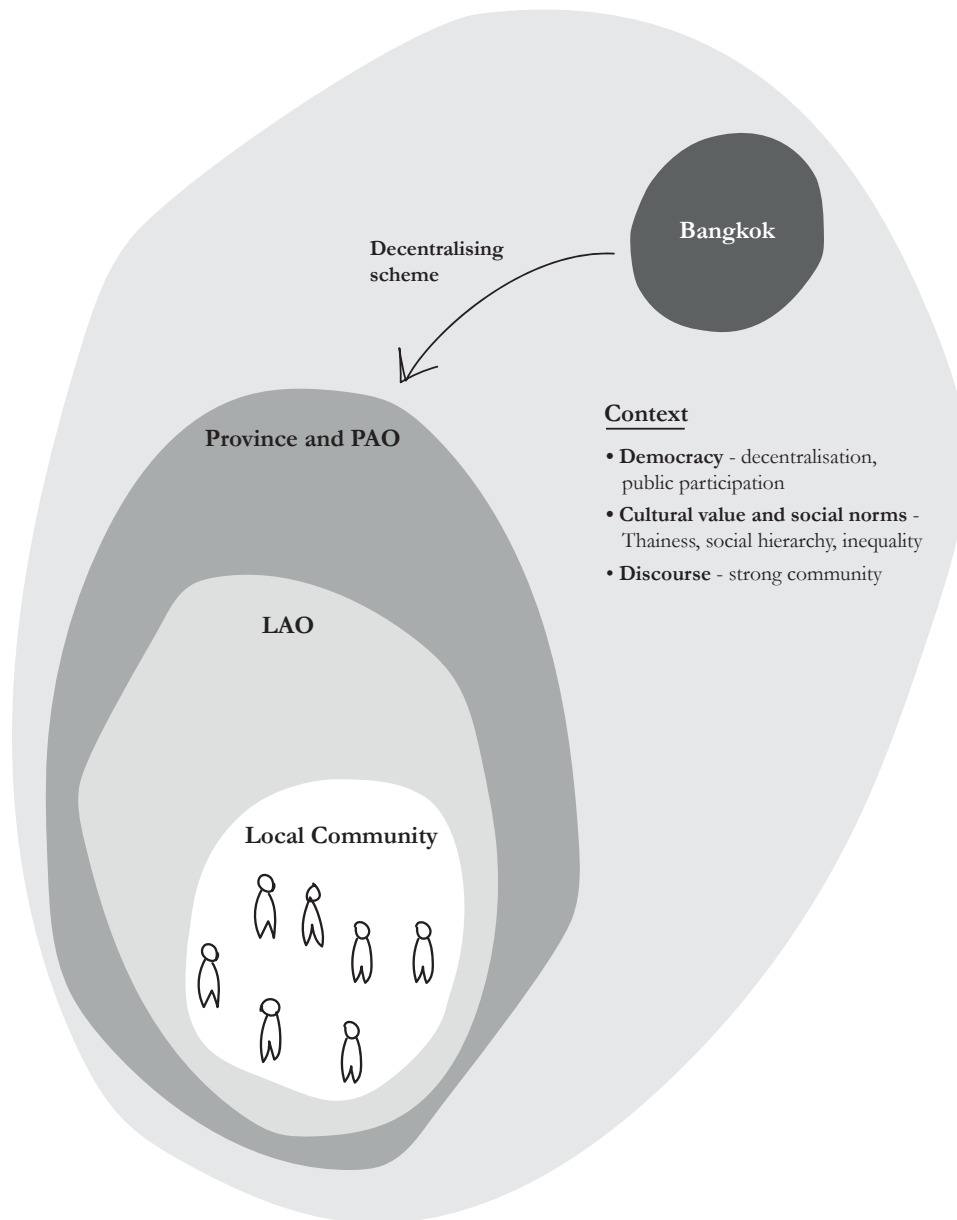 Bangkok
Decentralising
scheme
Context
• Democracy - decentralisation,
public participation
• Cultural value and social norms -
Thainess, social hierarchy, inequality
• Discourse - strong community
Province and PAO
LAO
Local Community